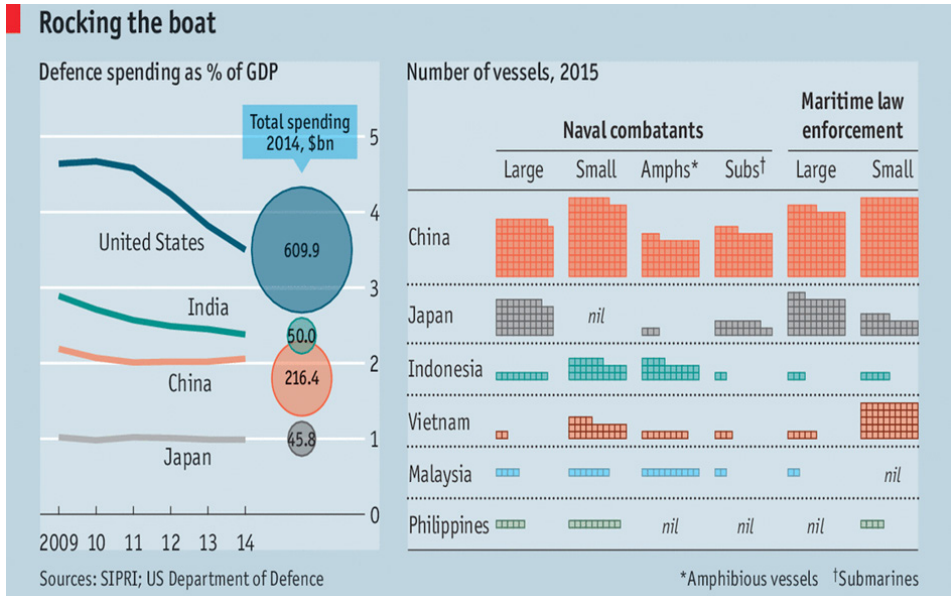 Rocking the boat
Defence spending as % of GDP
Total spending
2014, $bn
5
4
3
2
1
0
United States
India
China
Japan
609.9
50.0
216.4
45.8
2009 10 11 12 13 14
Number of vessels, 2015
Naval combatants
Maritime law
enforcement
Large Small Amphs* Subs† Large Small
China
Japan nil
Indonesia
Vietnam
Malaysia nil
Philippines nil nil nil
Sources: SIPRI; US Department of Defence
*Amphibious vessels †Submarines